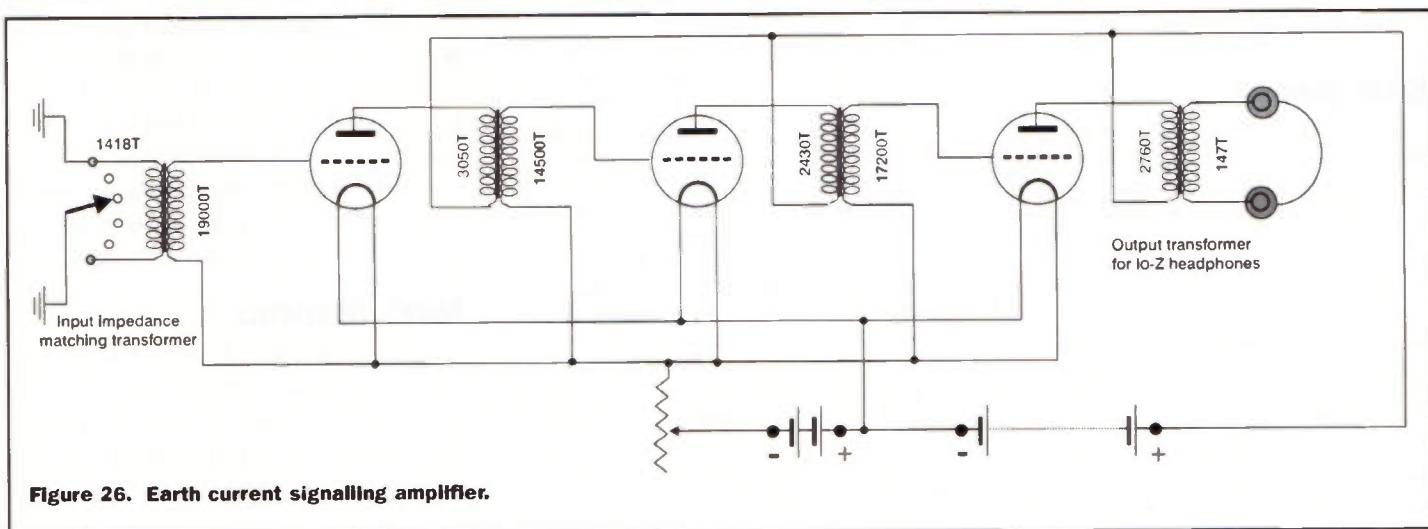 1418T
19000T
Input impedance
matching transformer
3050T
14500T
2430T
17200T
2760T
147T
Output transformer
for lo-Z headphones
- + - +
Figure 26. Earth current signalling amplifier.